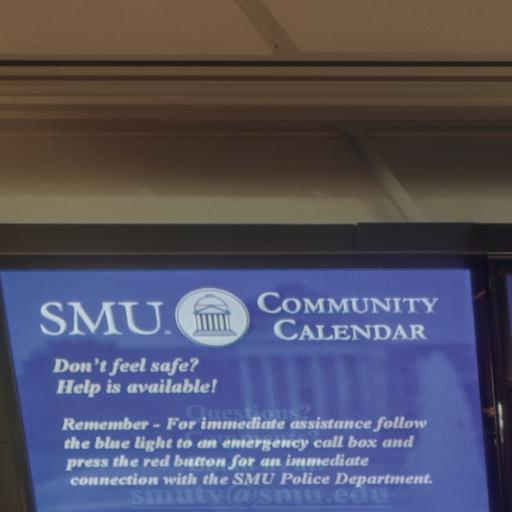 SMU
COMMUNITY
CALENDAR
Don't feel safe?
Help is available!
Questions?
Remember - For immediate assistance follow
the blue light to an emergency call box and
press the red button for an immediate
connection with the SMU Police Department.
smutv@smu.edu